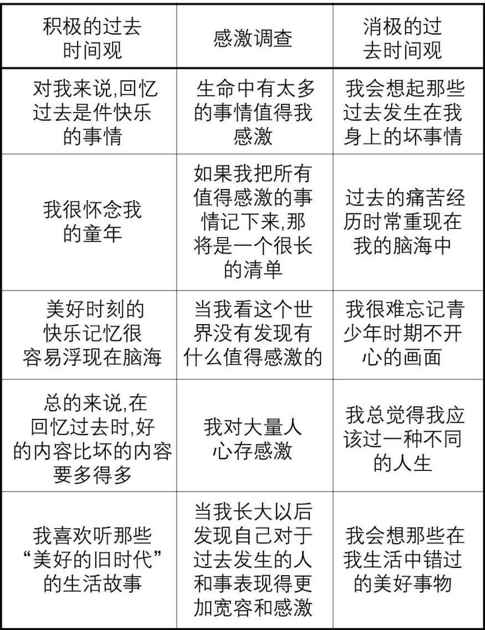 积极的过去
时间观
感激调查
消极的过
去时间观
对我来说,回忆
过去是件快乐
的事情
生命中有太多
的事情值得我
感激
我会想起那些
过去发生在我
身上的坏事情
我很怀念我
的童年
如果我把所有
值得感激的事
情记下来,那
将是一个很长
的清单
过去的痛苦经
历时常重现在
我的脑海中
美好时刻的
快乐记忆很
容易浮现在脑海
当我看这个世
界没有发现有
什么值得感激的
我很难忘记青
少年时期不开
心的画面
总的来说,在
回忆过去时,好
的内容比坏的内容
要多得多
我对大量人
心存感激
我总觉得我应
该过一种不同
的人生
我喜欢听那些
“美好的旧时代”
的生活故事
当我长大以后
发现自己对于
过去发生的人
和事表现得更
加宽容和感激
我会想那些在
我生活中错过
的美好事物